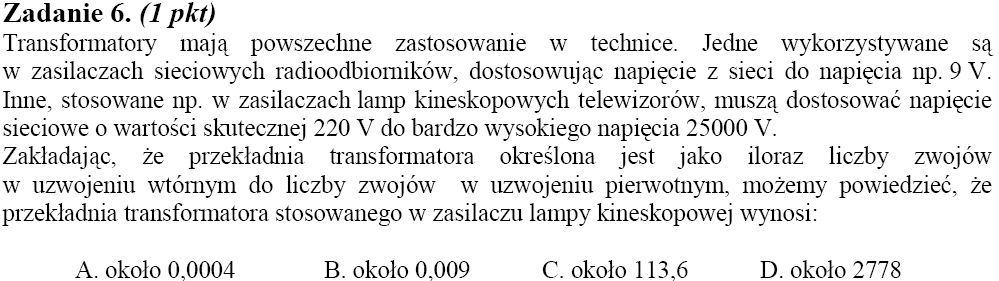 Zadanie 6. (1 pkt)
Transformatory mają powszechne zastosowanie w technice. Jedne wykorzystywane są
w zasilaczach sieciowych radioodbiorników, dostosowując napięcie z sieci do napięcia np. 9 V.
Inne, stosowane np. w zasilaczach lamp kineskopowych telewizorów, muszą dostosować napięcie
sieciowe o wartości skutecznej 220 V do bardzo wysokiego napięcia 25000 V.
Zakładając, że przekładnia transformatora określona jest jako iloraz liczby zwojów
w uzwojeniu wtórnym do liczby zwojów w uzwojeniu pierwotnym, możemy powiedzieć, że
przekładnia transformatora stosowanego w zasilaczu lampy kineskopowej wynosi:
A. około 0,0004 B. około 0,009 C. około 113,6 D. około 2778